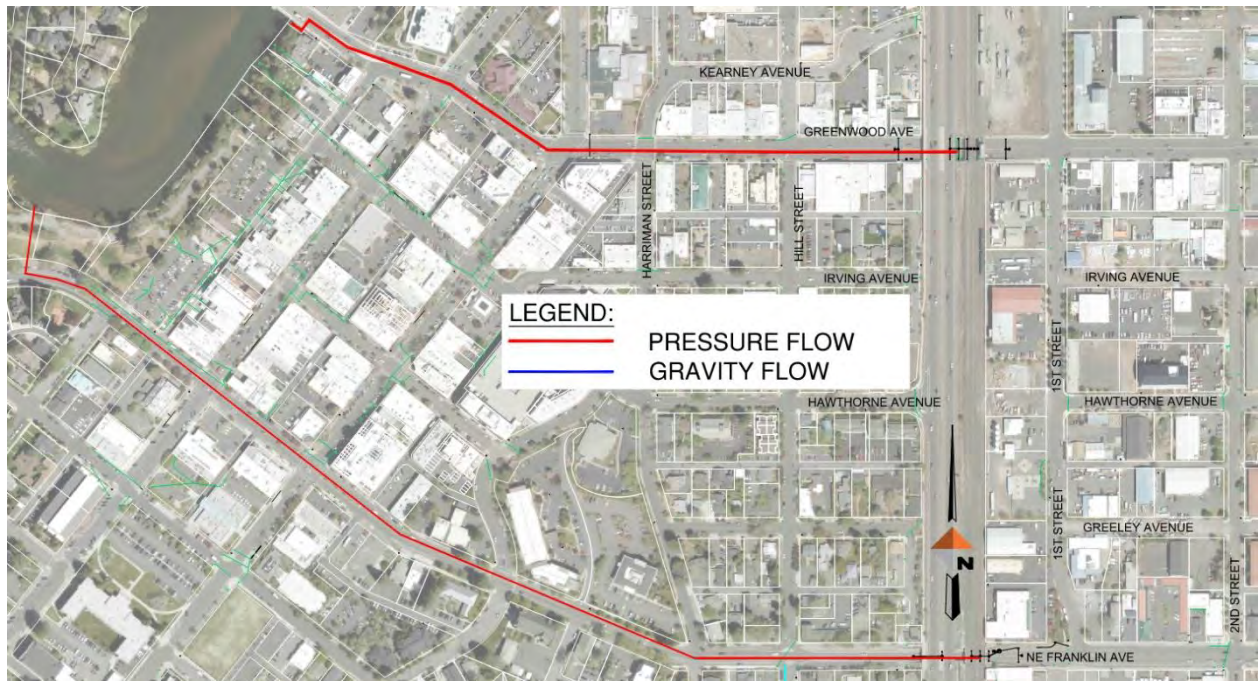 KEARNEY AVENUE
GREENWOOD AVE
HARRIMAN STREET
HILL STREET
IRVING AVENUE
IRVING AVENUE
LEGEND:
PRESSURE FLOW
GRAVITY FLOW
1ST STREET
HAWTHORNE AVENUE
HAWTHORNE AVENUE
1ST STREET
GREELEY AVENUE
N
2ND STREET
NE FRANKLIN AVE